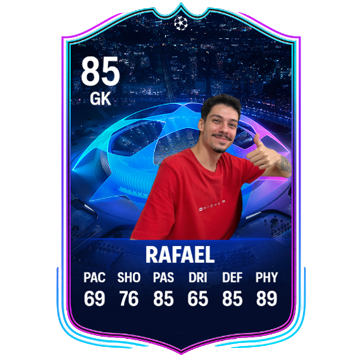 85
GK
RAFAEL
PAC SHO PAS DRI DEF PHY
69 76 85 65 85 89